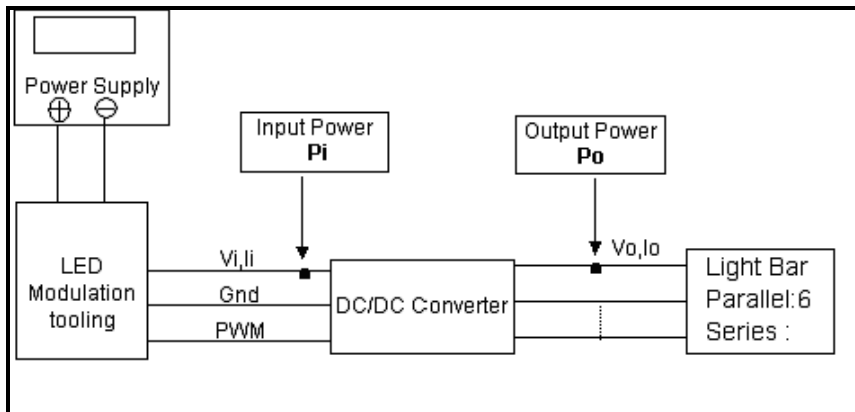 Power Supply
Input Power
Pi
Output Power
Po
LED
Modulation
tooling
Vi,Ii
Gnd
PWM
DC/DC Converter
Vo,Io
Light Bar
Parallel:6
Series :